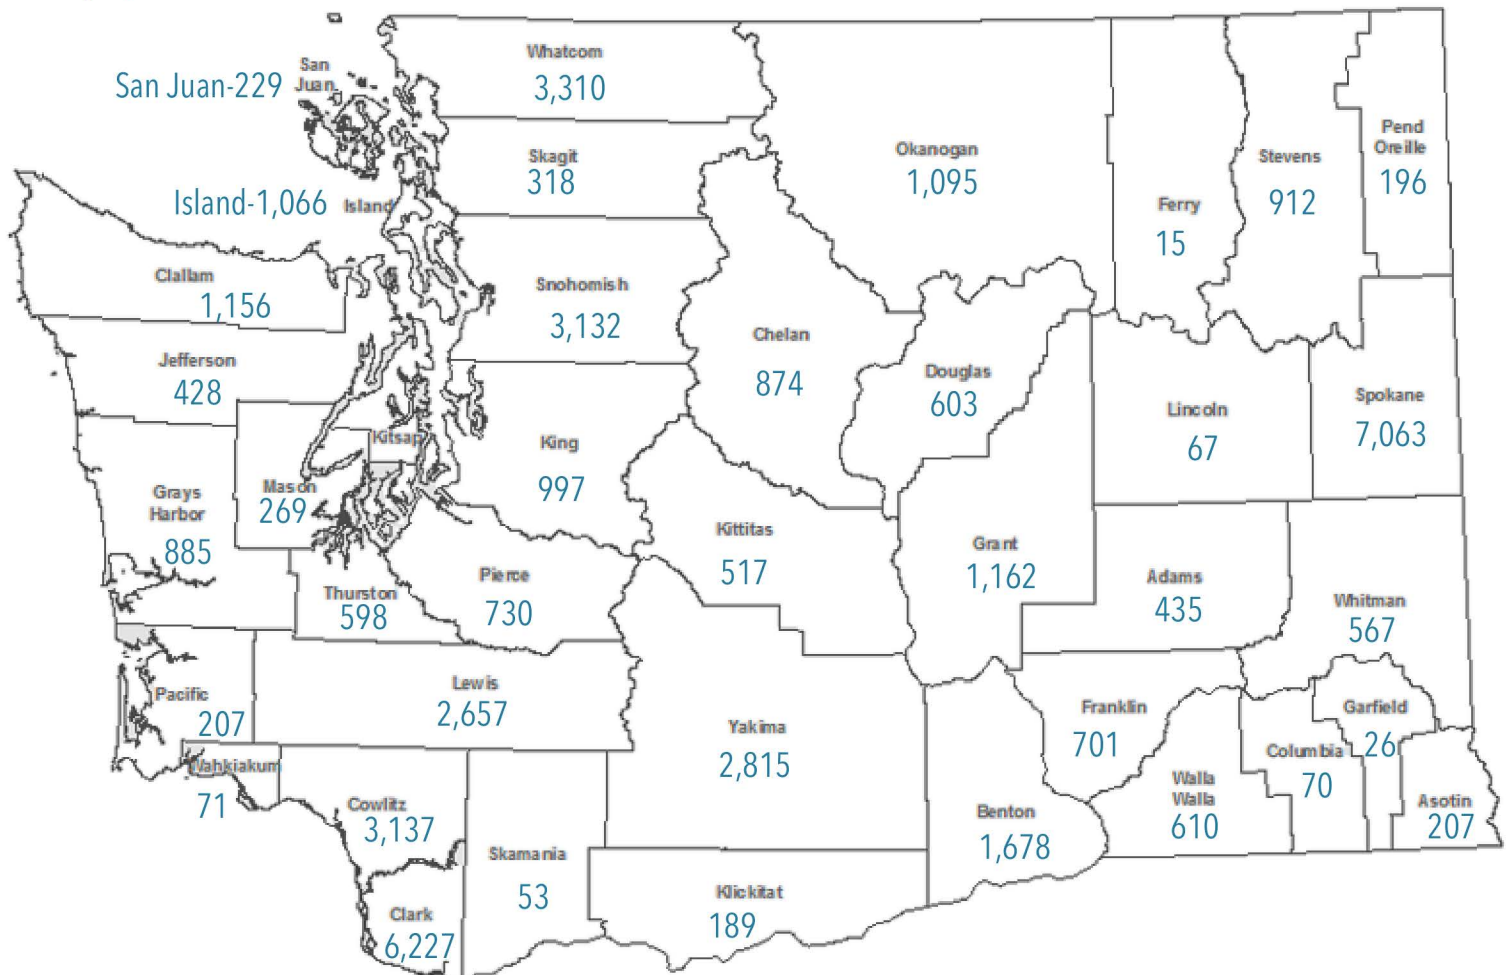 Whatcom
3,310
San
Juan
San Juan-229
Skagit
318
Island-1,066
Island
Okanogan
1,095
Ferry
15
Stevens
912
Pend
Oreille
196
Clallam
1,156
Snohomish
3,132
Chelan
874
Jefferson
428
Douglas
603
Lincoln
67
Spokane
7,063
Kitsap
King
997
Mason
269
Grays
Harbor
885
Kittitas
517
Grant
1,162
Adams
435
Whitman
567
Thurston
598
Pierce
730
Pacific
207
Lewis
2,657
Yakima
2,815
Franklin
701
Garfield
26
Columbia
70
Walla
Walla
610
Asotin
207
Wahkiakum
71
Cowlitz
3,137
Skamania
53
Benton
1,678
Klickitat
189
Clark
6,227